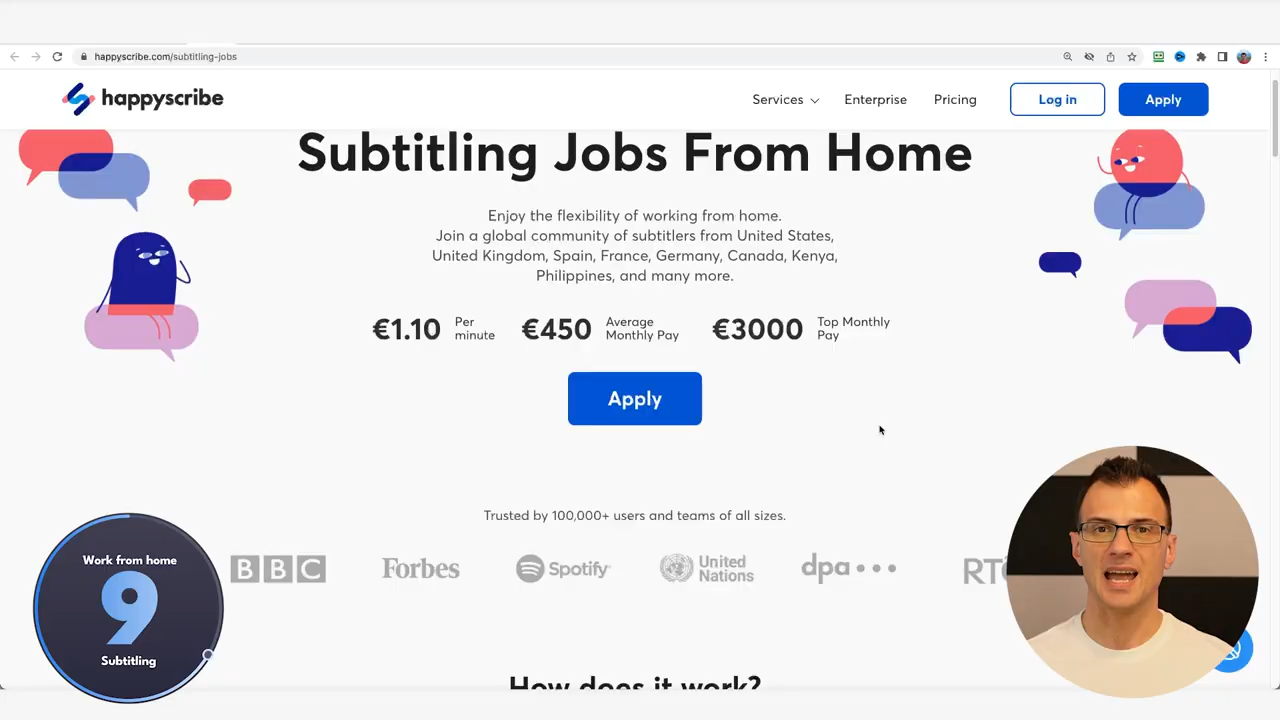 happyscribe.com/subtitling-jobs
happyscribe
Services
Enterprise
Pricing
Log in
Apply
Subtitling Jobs From Home
Enjoy the flexibility of working from home.
Join a global community of subtitlers from United States,
United Kingdom, Spain, France, Germany, Canada, Kenya,
Philippines, and many more.
€1.10 Per minute
€450 Average Monthly Pay
€3000 Top Monthly Pay
Apply
Trusted by 100,000+ users and teams of all sizes.
BBC
Forbes
Spotify
United Nations
dpa
Work from home
9
Subtitling
How does it work?